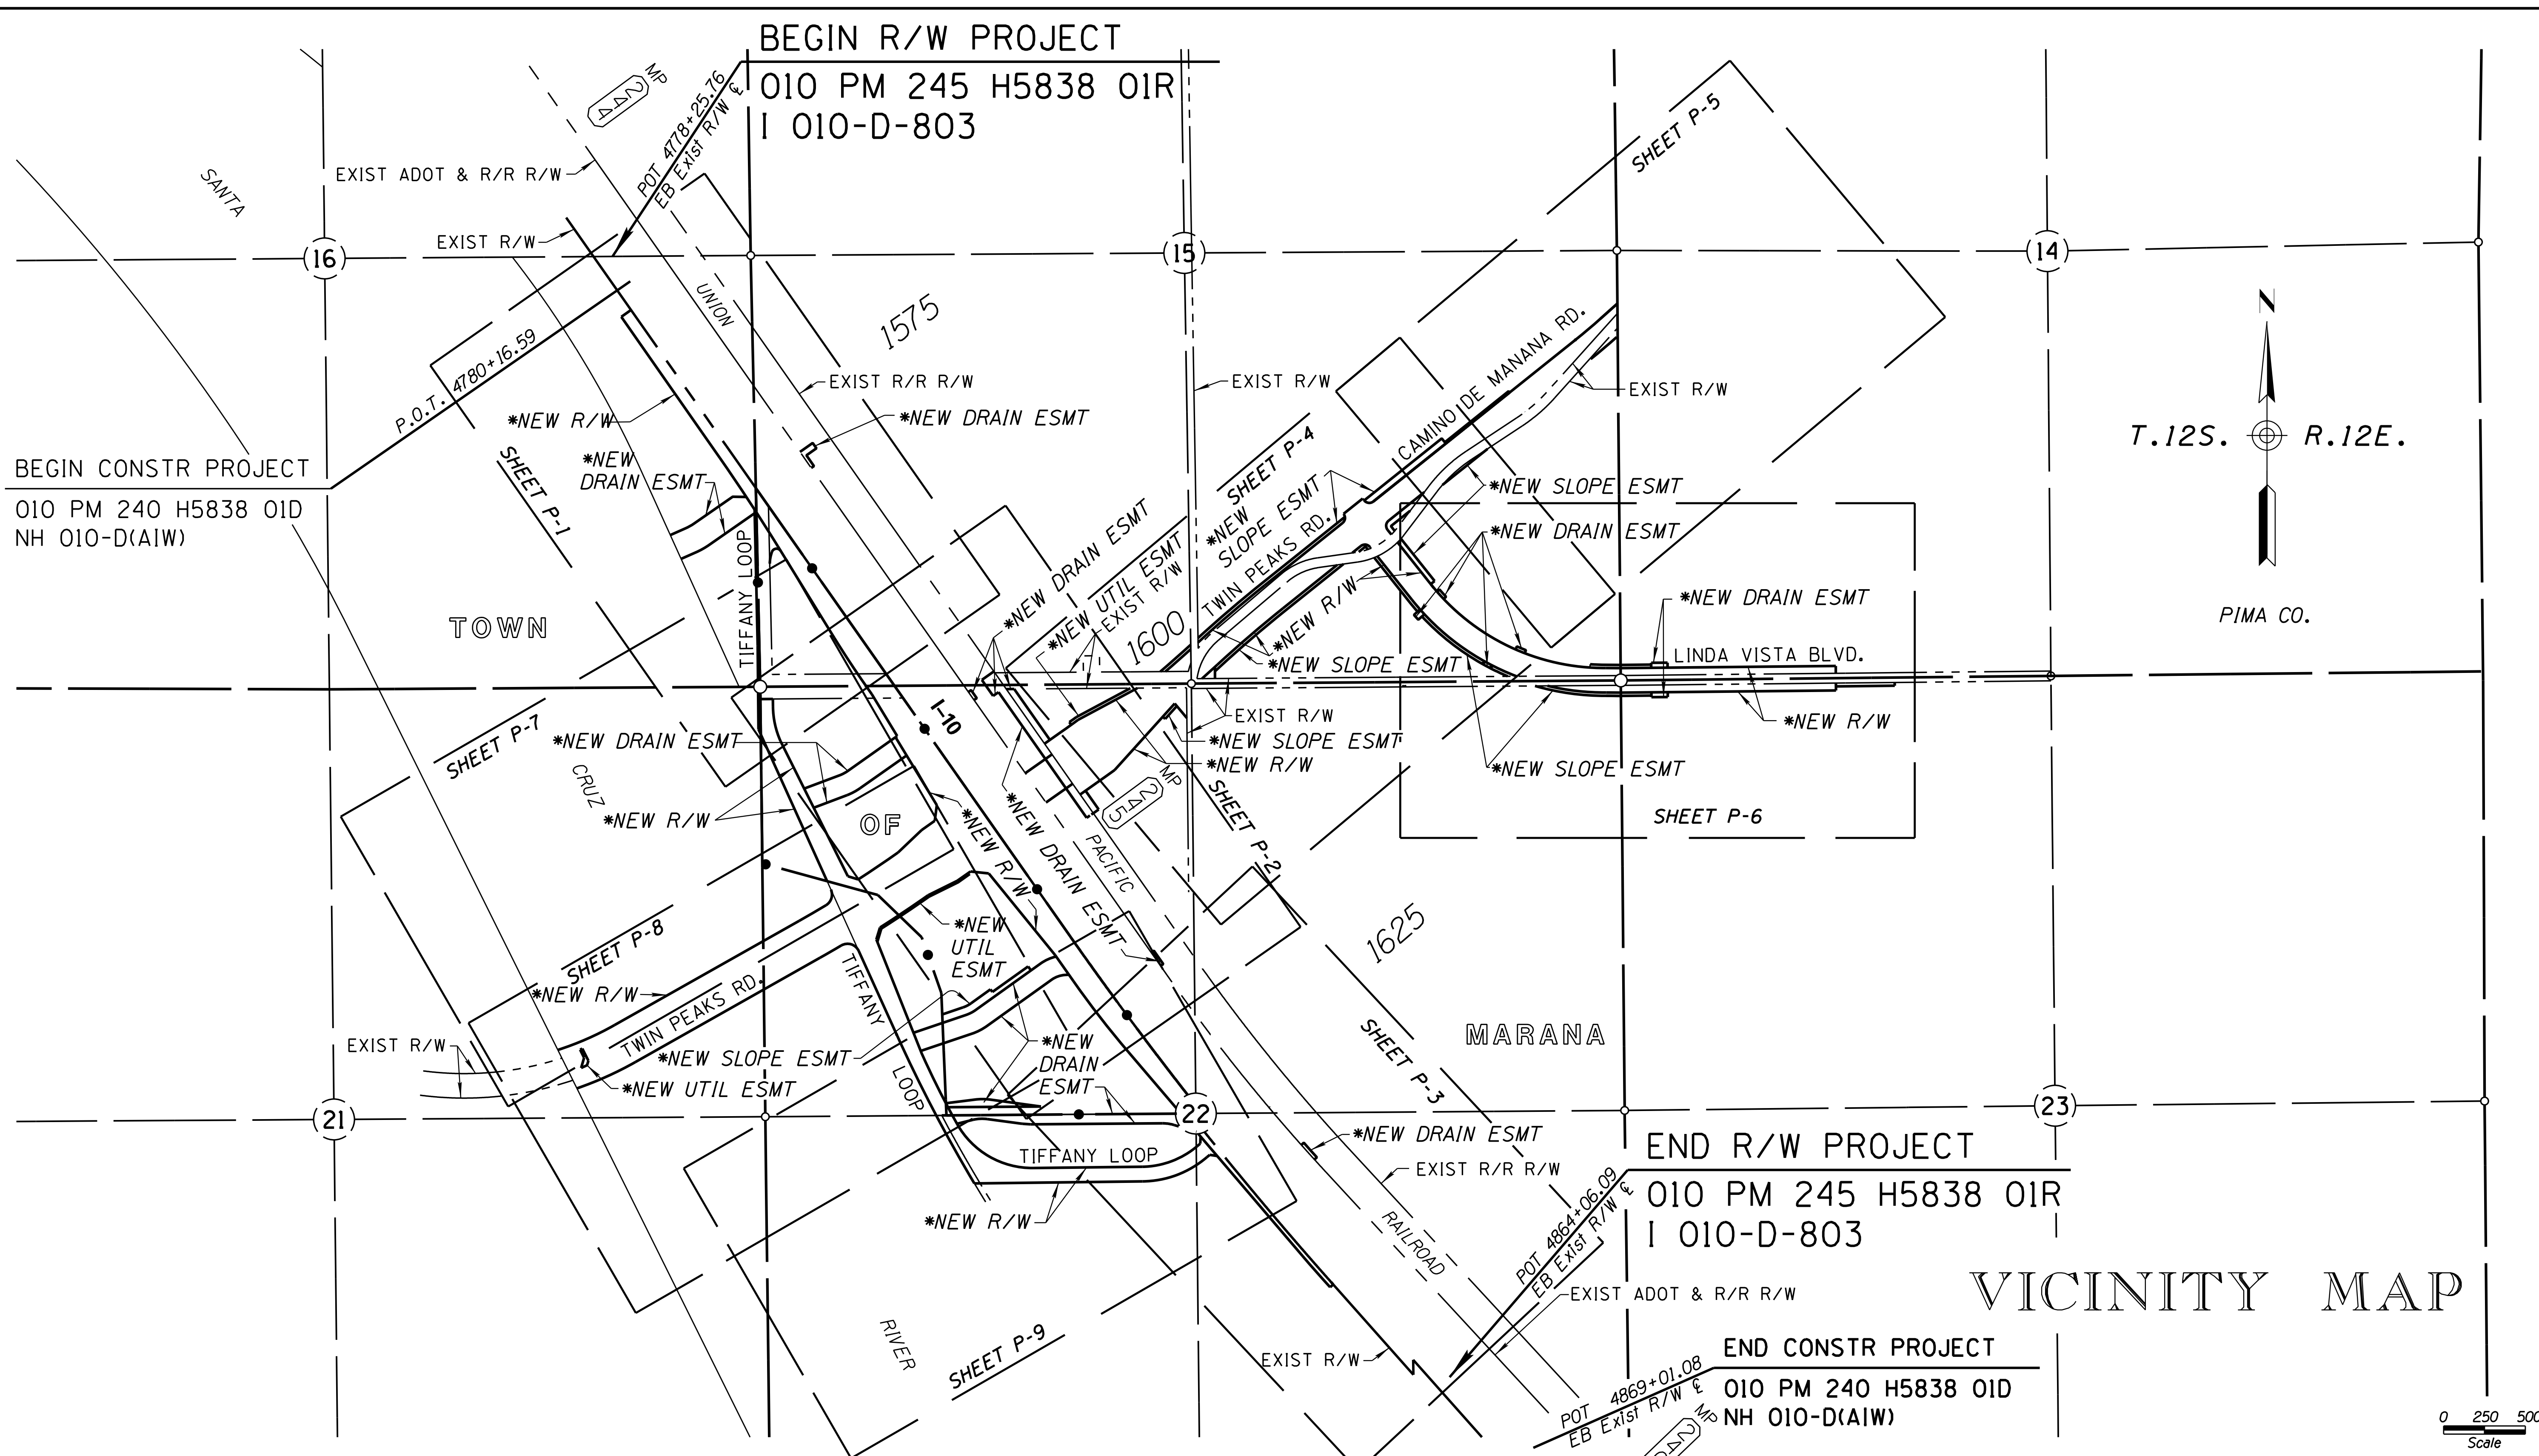 BEGIN R/W PROJECT
010 PM 245 H5838 01R
I 010-D-803
POT 4778+25.76
EB Exist R/W ℄
244
MP
EXIST ADOT & R/R R/W
SANTA
EXIST R/W
16
15
14
SHEET P-5
UNION
1575
P.O.T. 4780+16.59
*NEW R/W
EXIST R/R R/W
*NEW DRAIN ESMT
EXIST R/W
CAMINO DE MANANA RD.
EXIST R/W
N
T.12S. R.12E.
PIMA CO.
BEGIN CONSTR PROJECT
010 PM 240 H5838 01D
NH 010-D(AIW)
SHEET P-1
*NEW
DRAIN ESMT
SHEET P-4
*NEW
SLOPE ESMT
*NEW SLOPE ESMT
*NEW DRAIN ESMT
*NEW DRAIN ESMT
*NEW UTIL ESMT
EXIST R/W
TWIN PEAKS RD.
TIFFANY LOOP
TOWN
1600
*NEW R/W
*NEW SLOPE ESMT
*NEW DRAIN ESMT
LINDA VISTA BLVD.
*NEW R/W
*NEW SLOPE ESMT
SHEET P-6
I-10
EXIST R/W
*NEW SLOPE ESMT
*NEW R/W
245
MP
SHEET P-2
SHEET P-7
*NEW DRAIN ESMT
CRUZ
*NEW R/W
OF
*NEW R/W
*NEW DRAIN ESMT
PACIFIC
1625
SHEET P-8
*NEW
UTIL
ESMT
*NEW R/W
TWIN PEAKS RD.
TIFFANY
LOOP
EXIST R/W
*NEW SLOPE ESMT
*NEW UTIL ESMT
*NEW
DRAIN
ESMT
MARANA
SHEET P-3
21
22
23
*NEW DRAIN ESMT
EXIST R/R R/W
TIFFANY LOOP
*NEW R/W
RAILROAD
END R/W PROJECT
010 PM 245 H5838 01R
I 010-D-803
POT 4864+06.09
EB Exist R/W ℄
EXIST ADOT & R/R R/W
VICINITY MAP
RIVER
SHEET P-9
EXIST R/W
END CONSTR PROJECT
010 PM 240 H5838 01D
NH 010-D(AIW)
POT 4869+01.08
EB Exist R/W ℄
MP
0 250 500
Scale